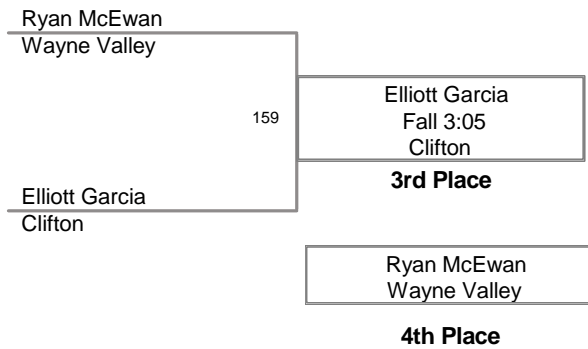 Ryan McEwan
Wayne Valley
159
Elliott Garcia
Fall 3:05
Clifton
3rd Place
Elliott Garcia
Clifton
Ryan McEwan
Wayne Valley
4th Place